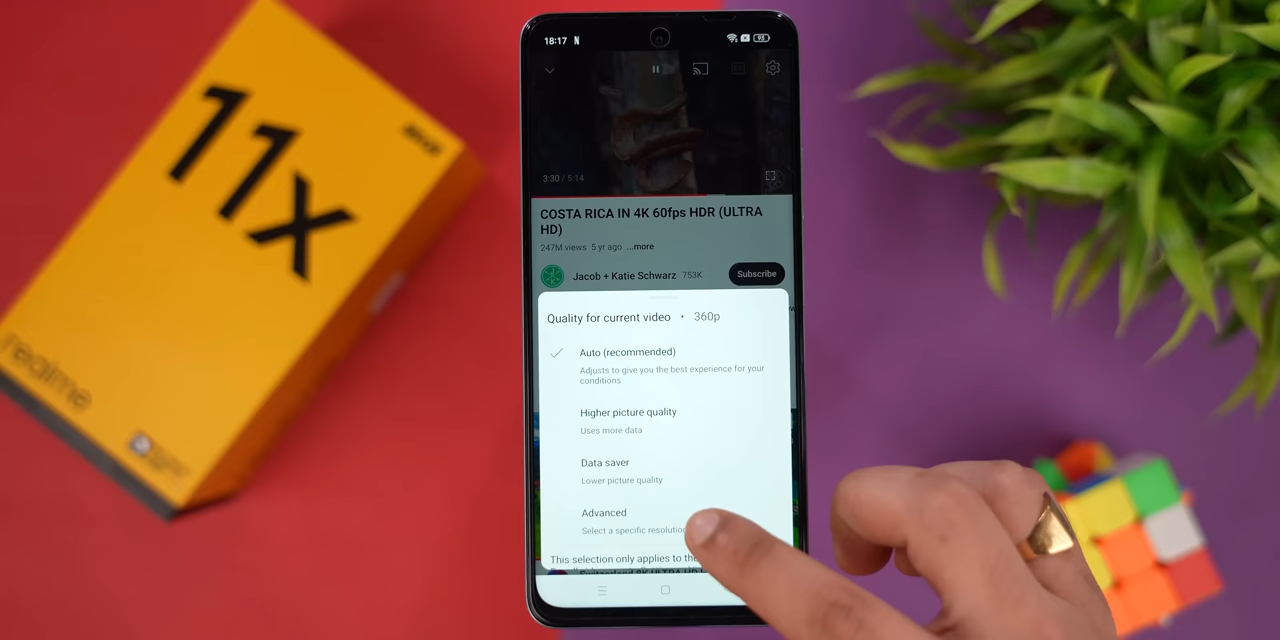 11x
realme
18:17 N
95
3:30 / 5:14
COSTA RICA IN 4K 60fps HDR (ULTRA
HD)
247M views 5 yr ago ...more
Jacob + Katie Schwarz 753K
Subscribe
Quality for current video • 360p
Auto (recommended)
Adjusts to give you the best experience for your
conditions
Higher picture quality
Uses more data
Data saver
Lower picture quality
Advanced
Select a specific resolution
This selection only applies to the